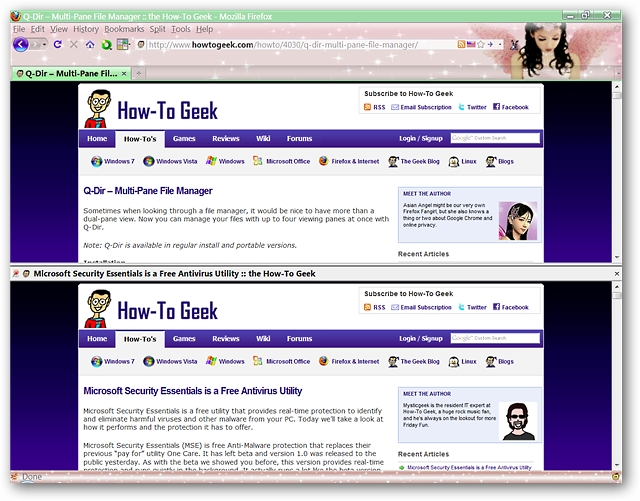 Q-Dir – Multi-Pane File Manager :: the How-To Geek - Mozilla Firefox
File Edit View History Bookmarks Split Tools Help
http://www.howtogeek.com/howto/4030/q-dir-multi-pane-file-manager/
Q-Dir – Multi-Pane Fil...
How-To Geek
Subscribe to How-To Geek
RSS Email Subscription Twitter Facebook
Home How-To's Games Reviews Wiki Forums Login / Signup Google Custom Search
Windows 7 Windows Vista Windows Microsoft Office Firefox & Internet The Geek Blog Linux Blogs
Q-Dir – Multi-Pane File Manager
Sometimes when looking through a file manager, it would be nice to have more than a
dual-pane view. Now you can manage your files with up to four viewing panes at once with
Q-Dir.
Note: Q-Dir is available in regular install and portable versions.
Installation
MEET THE AUTHOR
Asian Angel might be our very own
Firefox Fangirl, but she also knows a
thing or two about Google Chrome and
online privacy.
Recent Articles
Microsoft Security Essentials is a Free Antivirus Utility :: the How-To Geek
How-To Geek
Subscribe to How-To Geek
RSS Email Subscription Twitter Facebook
Home How-To's Games Reviews Wiki Forums Login / Signup Google Custom Search
Windows 7 Windows Vista Windows Microsoft Office Firefox & Internet The Geek Blog Linux Blogs
Microsoft Security Essentials is a Free Antivirus Utility
Microsoft Security Essentials is a free utility that provides real-time protection to identify
and eliminate harmful viruses and other malware from your PC. Today we'll take a look at
how it performs and the protection it has to offer.
Microsoft Security Essentials (MSE) is free Anti-Malware protection that replaces their
previous "pay for" utility One Care. It has left beta and version 1.0 was released to the
public yesterday. As with the beta we showed you before, this version provides real-time
protection and runs quietly in the background. It actually runs a lot like the beta version
MEET THE AUTHOR
Mysticgeek is the resident IT expert at
How-To Geek, a huge rock music fan,
and he's always on the lookout for more
Friday Fun.
Recent Articles
Microsoft Security Essentials is a Free Antivirus Utility
Done